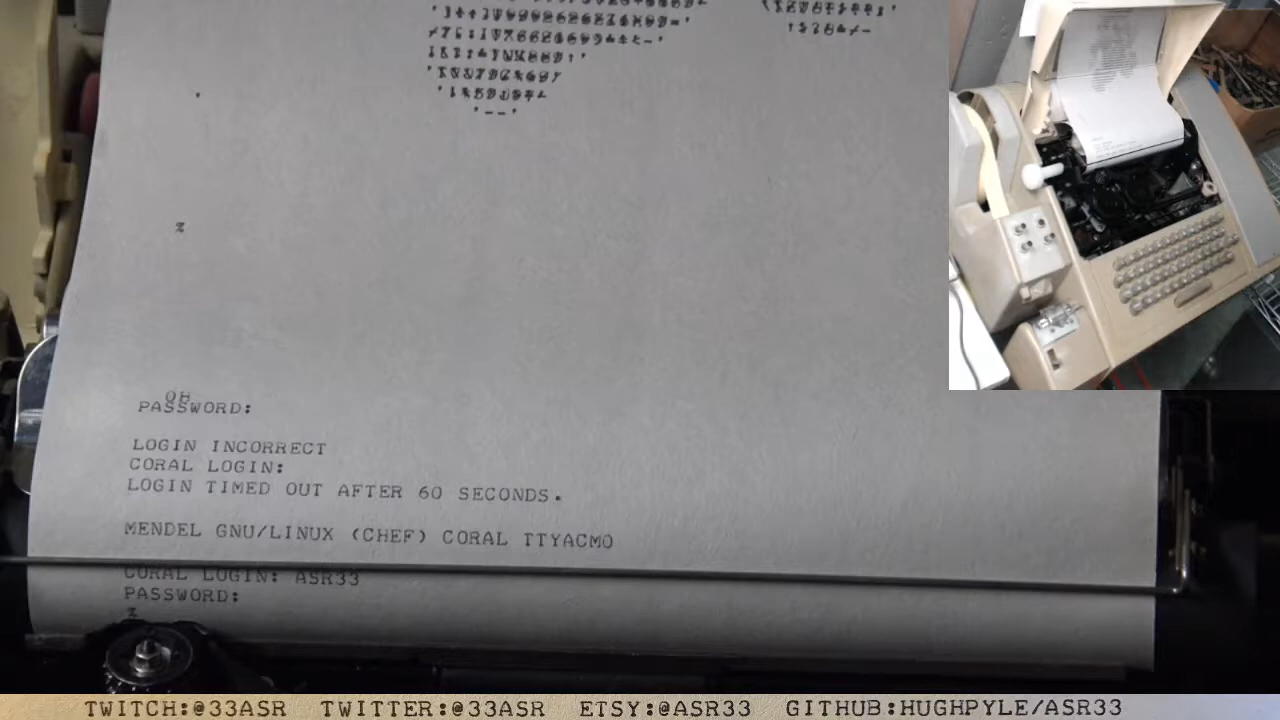 %
QH
PASSWORD:
LOGIN INCORRECT
CORAL LOGIN:
LOGIN TIMED OUT AFTER 60 SECONDS.
MENDEL GNU/LINUX (CHEF) CORAL TTYACM0
CORAL LOGIN: ASR33
PASSWORD:
%
TWITCH:@33ASR TWITTER:@33ASR ETSY:@ASR33 GITHUB:HUGHPYLE/ASR33